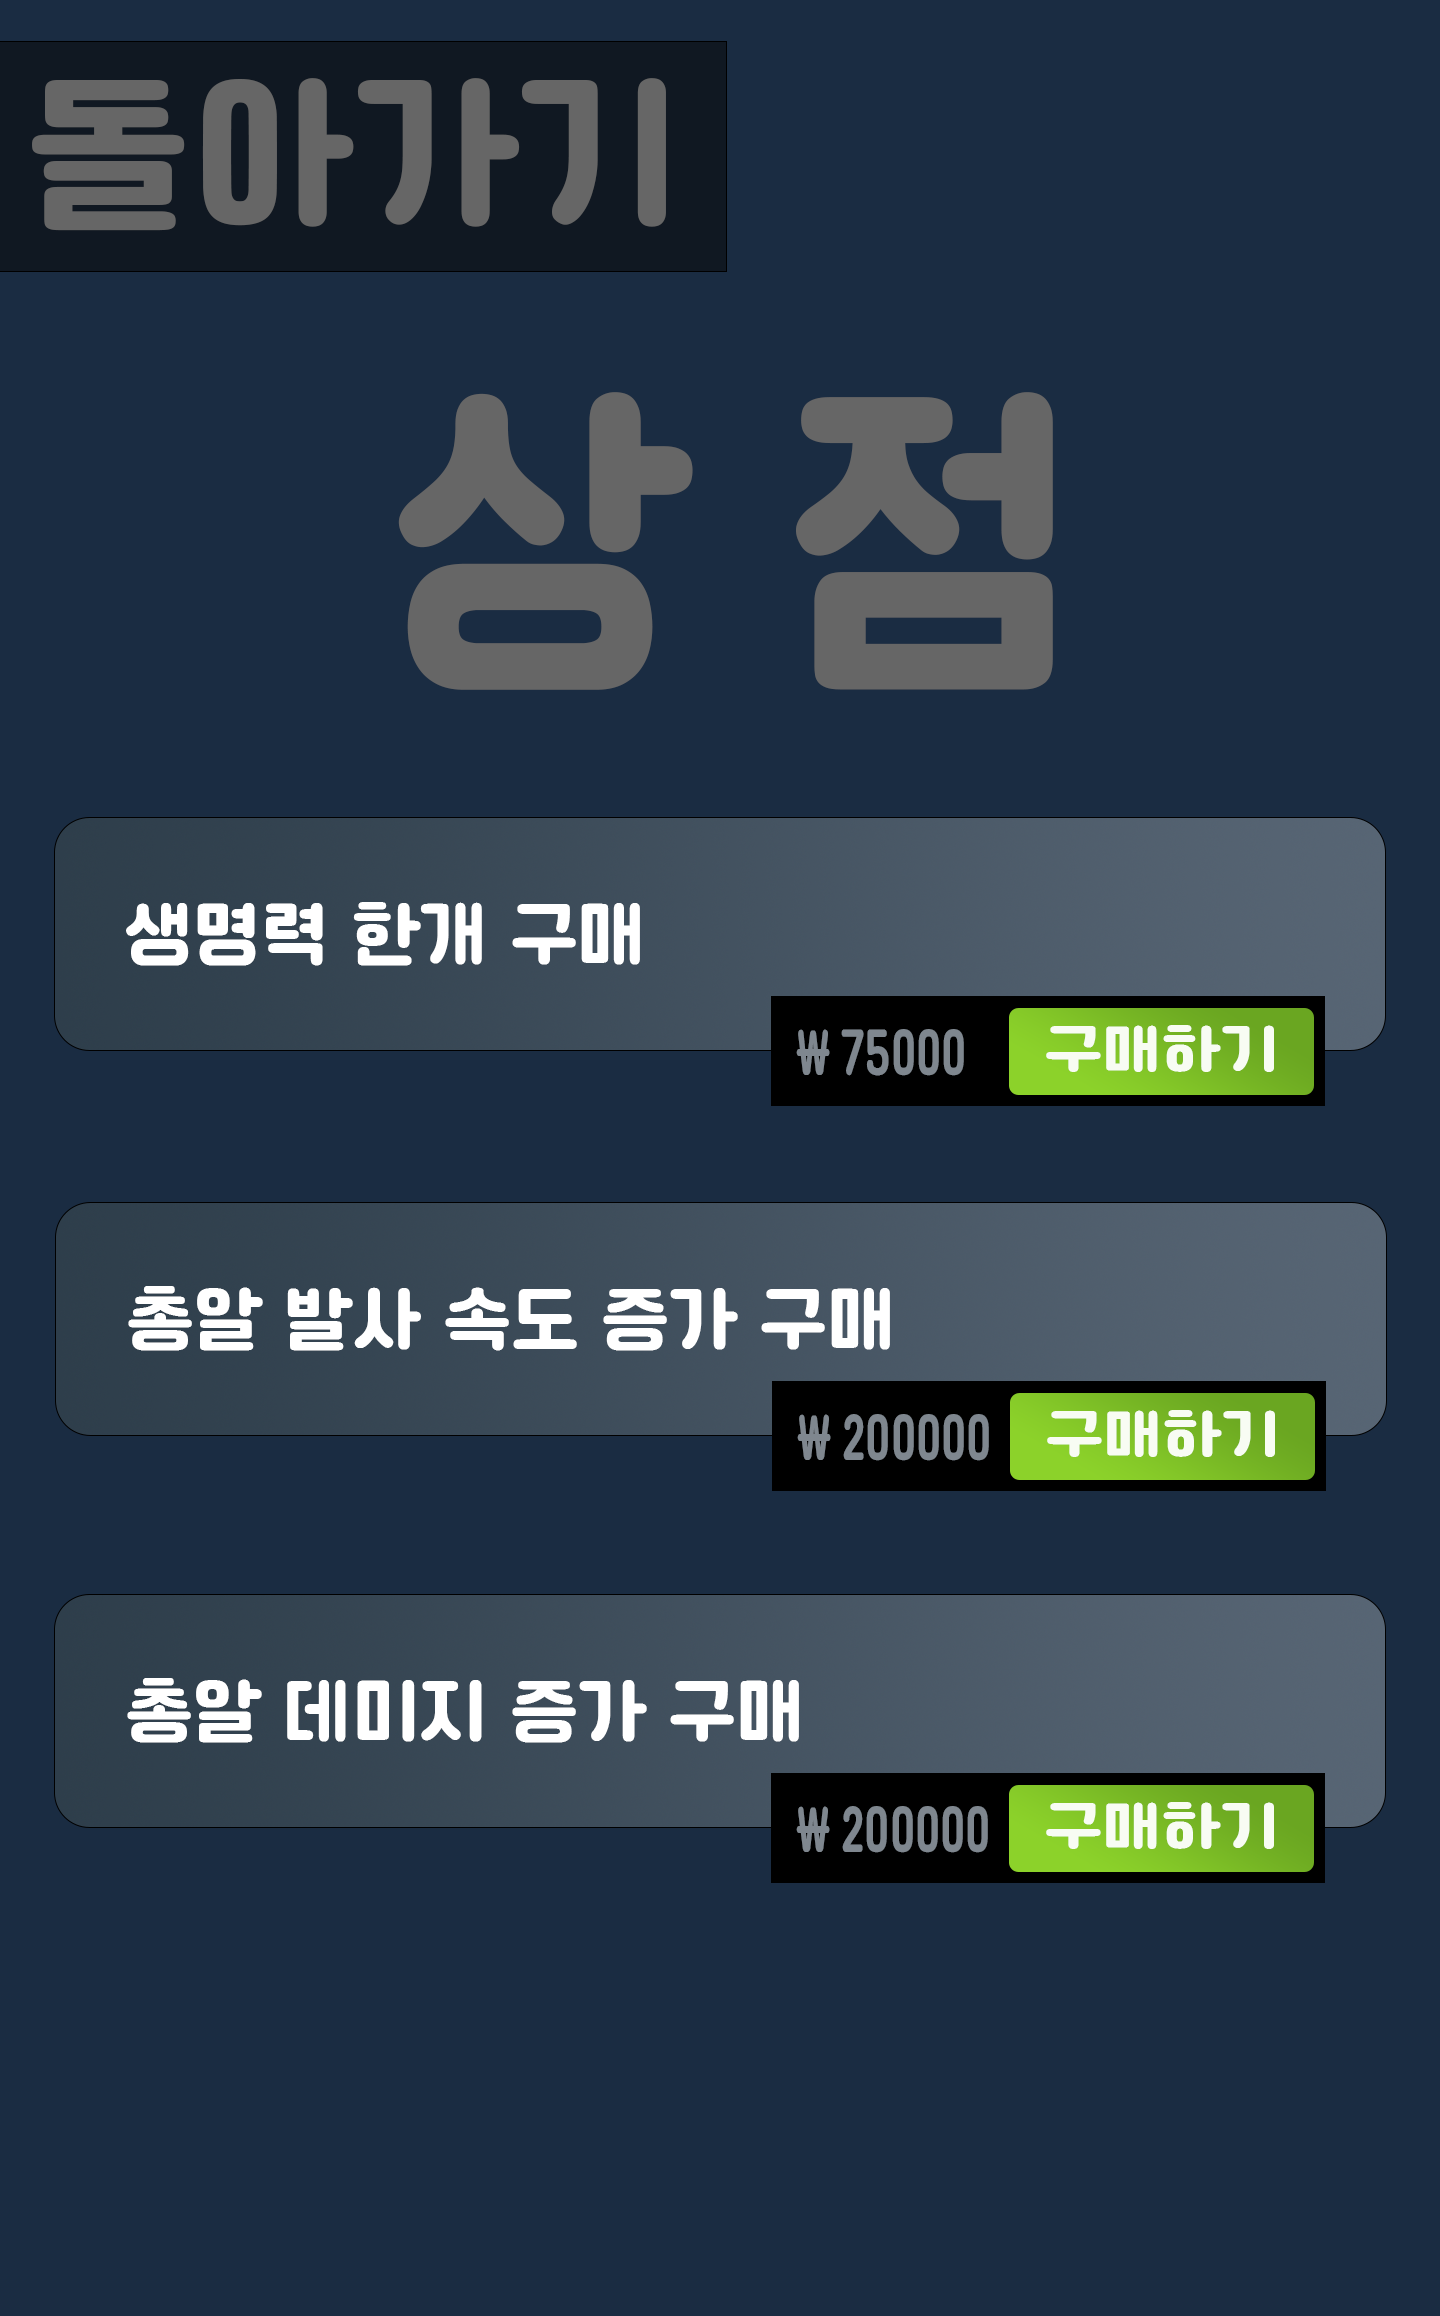 돌아가기
상 점
생명력 한개 구매
₩ 75000 구매하기
총알 발사 속도 증가 구매
₩ 200000 구매하기
총알 데미지 증가 구매
₩ 200000 구매하기